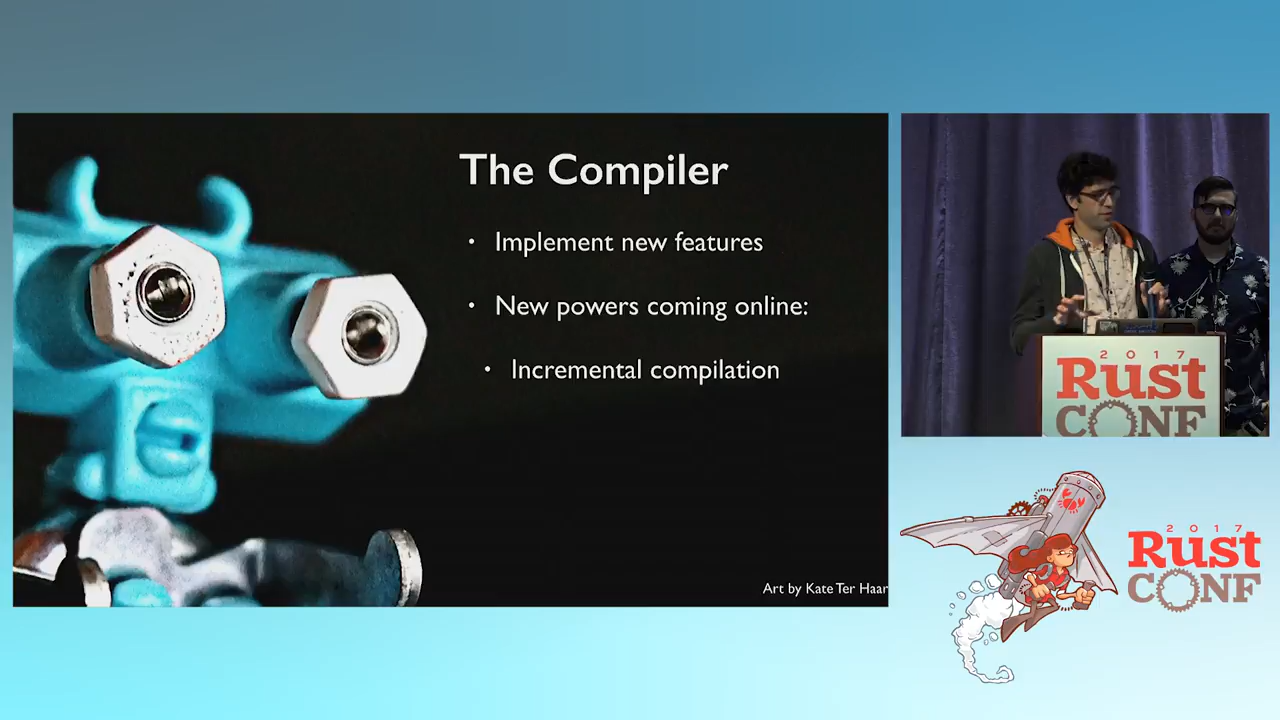 The Compiler
• Implement new features
• New powers coming online:
• Incremental compilation
Art by Kate Ter Haar
2017
Rust
CONF
2017
Rust
CONF